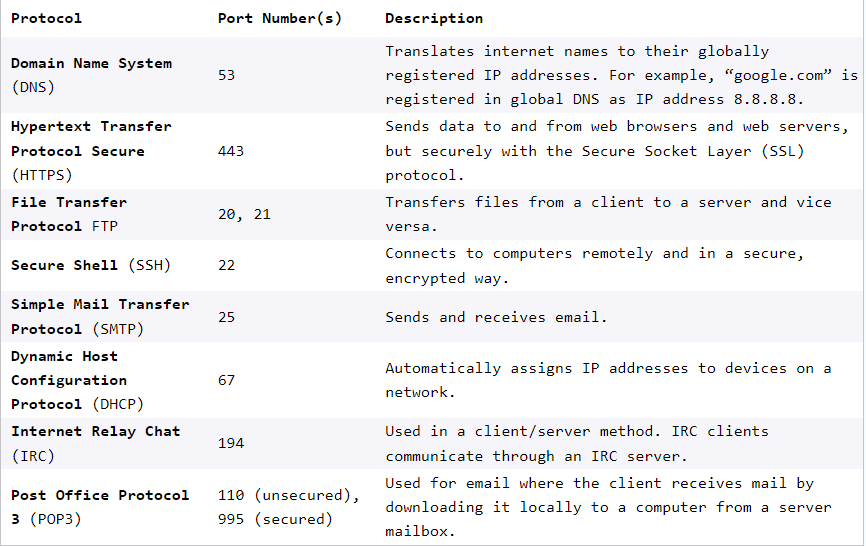 Protocol Port Number(s) Description
Domain Name System (DNS) 53 Translates internet names to their globally registered IP addresses. For example, “google.com” is registered in global DNS as IP address 8.8.8.8.
Hypertext Transfer Protocol Secure (HTTPS) 443 Sends data to and from web browsers and web servers, but securely with the Secure Socket Layer (SSL) protocol.
File Transfer Protocol FTP 20, 21 Transfers files from a client to a server and vice versa.
Secure Shell (SSH) 22 Connects to computers remotely and in a secure, encrypted way.
Simple Mail Transfer Protocol (SMTP) 25 Sends and receives email.
Dynamic Host Configuration Protocol (DHCP) 67 Automatically assigns IP addresses to devices on a network.
Internet Relay Chat (IRC) 194 Used in a client/server method. IRC clients communicate through an IRC server.
Post Office Protocol 3 (POP3) 110 (unsecured), 995 (secured) Used for email where the client receives mail by downloading it locally to a computer from a server mailbox.